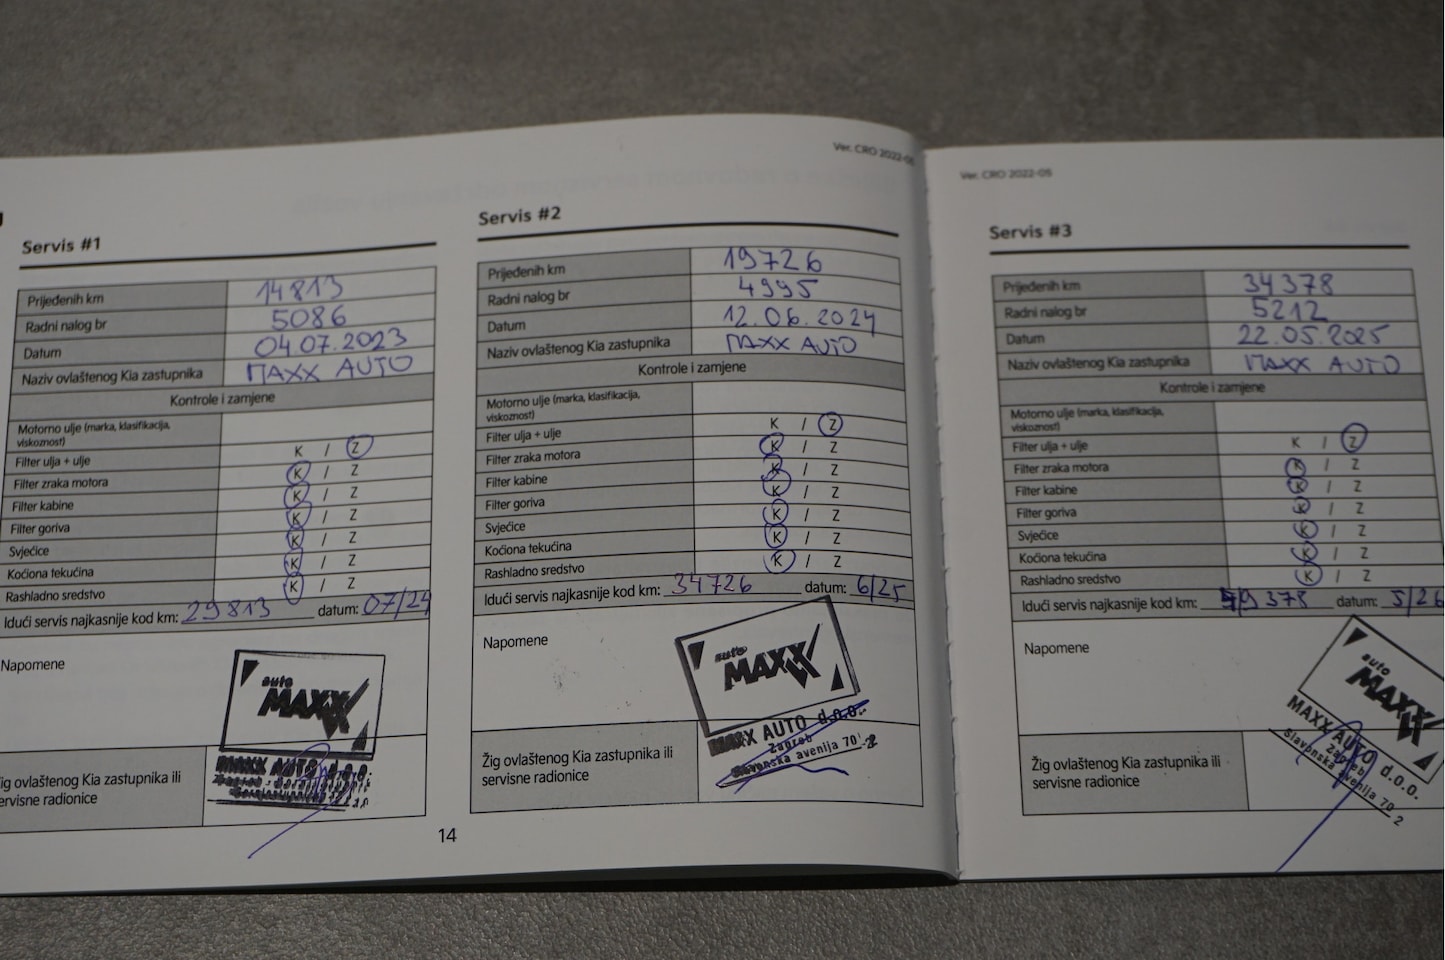 Ver. CRO 2022-05
Servis #1
Prijeđenih km 14813
Radni nalog br 5086
Datum 04.07.2023
Naziv ovlaštenog Kia zastupnika MAXX AUTO
Kontrole i zamjene
Motorno ulje (marka, klasifikacija,
viskoznost)
Filter ulja + ulje K / Z
Filter zraka motora K / Z
Filter kabine K / Z
Filter goriva K / Z
Svjećice K / Z
Kočiona tekućina K / Z
Rashladno sredstvo K / Z
Idući servis najkasnije kod km: 29813 datum: 07/24
Napomene
auto
MAXX
MAXX AUTO d.o.o.
ig ovlaštenog Kia zastupnika ili
ervisne radionice
Servis #2
Prijeđenih km 19726
Radni nalog br 4995
Datum 12.06.2024
Naziv ovlaštenog Kia zastupnika MAXX AUTO
Kontrole i zamjene
Motorno ulje (marka, klasifikacija,
viskoznost)
Filter ulja + ulje K / Z
Filter zraka motora K / Z
Filter kabine K / Z
Filter goriva K / Z
Svjećice K / Z
Kočiona tekućina K / Z
Rashladno sredstvo K / Z
Idući servis najkasnije kod km: 34726 datum: 6/25
Napomene
auto
MAXX
MAXX AUTO d.o.o.
Zagreb
Slavonska avenija 70 2
Žig ovlaštenog Kia zastupnika ili
servisne radionice
14
Ver. CRO 2022-05
Servis #3
Prijeđenih km 34378
Radni nalog br 5212
Datum 22.05.2025
Naziv ovlaštenog Kia zastupnika MAXX AUTO
Kontrole i zamjene
Motorno ulje (marka, klasifikacija,
viskoznost)
Filter ulja + ulje K / Z
Filter zraka motora K / Z
Filter kabine K / Z
Filter goriva K / Z
Svjećice K / Z
Kočiona tekućina K / Z
Rashladno sredstvo K / Z
Idući servis najkasnije kod km: 49378 datum: 5/26
Napomene
auto
MAXX
MAXX AUTO d.o.o.
Zagreb
Slavonska avenija 70 2
Žig ovlaštenog Kia zastupnika ili
servisne radionice